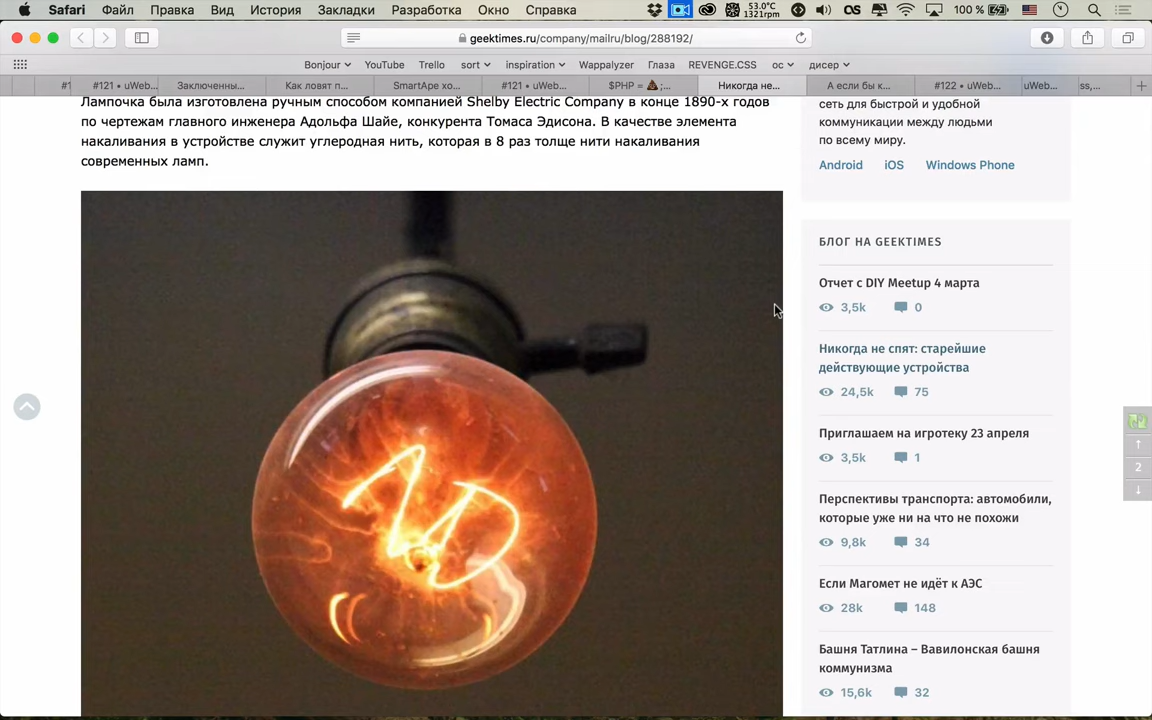 Safari Файл Правка Вид История Закладки Разработка Окно Справка 53.0°C 1321rpm 100 %
geektimes.ru/company/mailru/blog/288192/
Bonjour YouTube Trello sort inspiration Wappalyzer Глаза REVENGE.CSS ос дисер
#1 #121 • uWeb... Заключенны... Как ловят п... SmartApe хо... #121 • uWeb... $PHP = 💩;... Никогда не... А если бы к... #122 • uWeb... uWeb... ss,...
Лампочка была изготовлена ручным способом компанией Shelby Electric Company в конце 1890-х годов
по чертежам главного инженера Адольфа Шайе, конкурента Томаса Эдисона. В качестве элемента
накаливания в устройстве служит углеродная нить, которая в 8 раз толще нити накаливания
современных ламп.
сеть для быстрой и удобной
коммуникации между людьми
по всему миру.
Android iOS Windows Phone
БЛОГ НА GEEKTIMES
Отчет с DIY Meetup 4 марта
3,5k 0
Никогда не спят: старейшие
действующие устройства
24,5k 75
Приглашаем на игротеку 23 апреля
3,5k 1
Перспективы транспорта: автомобили,
которые уже ни на что не похожи
9,8k 34
Если Магомет не идёт к АЭС
28k 148
Башня Татлина – Вавилонская башня
коммунизма
15,6k 32
2